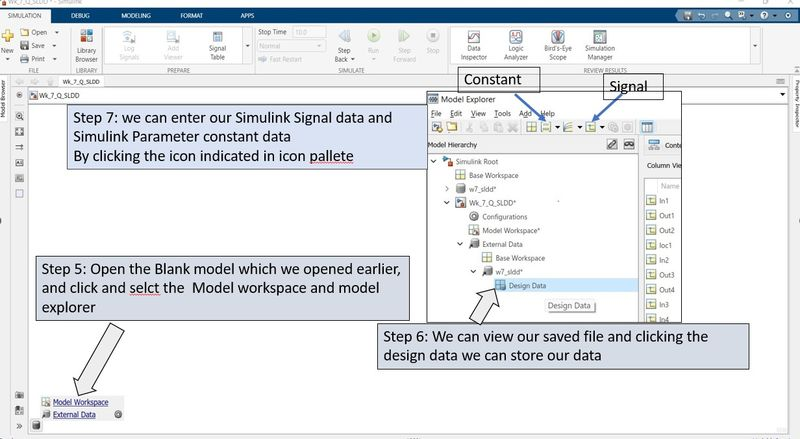 Wk_7_Q_SLDD * - Simulink
SIMULATION DEBUG MODELING FORMAT APPS
New
Open
Save
Print
FILE
Library Browser
LIBRARY
Log Signals
Add Viewer
Signal Table
PREPARE
Stop Time 10.0
Normal
Fast Restart
Step Back
Run
Step Forward
Stop
SIMULATE
Data Inspector
Logic Analyzer
Bird's-Eye Scope
Simulation Manager
REVIEW RESULTS
Model Browser
Wk_7_Q_SLDD
Wk_7_Q_SLDD
Property Inspector
Constant
Signal
Step 7: we can enter our Simulink Signal data and
Simulink Parameter constant data
By clicking the icon indicated in icon pallete
Model Explorer
File Edit View Tools Add Help
Model Hierarchy
Simulink Root
Base Workspace
w7_sldd*
Wk_7_Q_SLDD*
Configurations
Model Workspace*
External Data
Base Workspace
w7_sldd*
Design Data
Design Data
Conte
Column View
Name
In1
Out1
Out2
loc1
In2
Out3
Out4
In3
In4
Step 5: Open the Blank model which we opened earlier,
and click and selct the Model workspace and model
explorer
Step 6: We can view our saved file and clicking the
design data we can store our data
Model Workspace
External Data